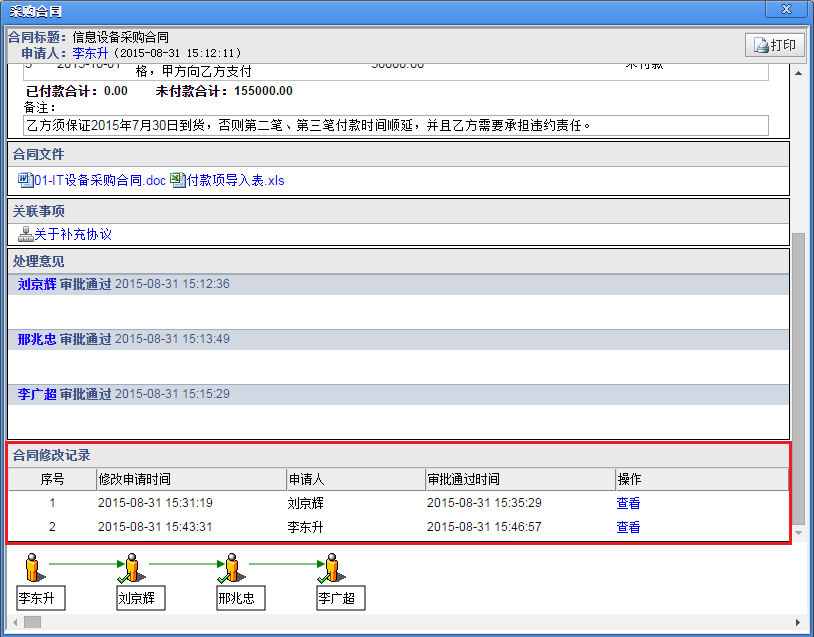 采购合同
合同标题：信息设备采购合同
申请人：李东升（2015-08-31 15:12:11）
打印
格，甲方向乙方支付
已付款合计：0.00 未付款合计：155000.00
备注：
乙方须保证2015年7月30日到货，否则第二笔、第三笔付款时间顺延，并且乙方需要承担违约责任。
合同文件
01-IT设备采购合同.doc 付款项导入表.xls
关联事项
关于补充协议
处理意见
刘京辉 审批通过 2015-08-31 15:12:36
邢兆忠 审批通过 2015-08-31 15:13:49
李广超 审批通过 2015-08-31 15:15:29
合同修改记录
序号 修改申请时间 申请人 审批通过时间 操作
1 2015-08-31 15:31:19 刘京辉 2015-08-31 15:35:29 查看
2 2015-08-31 15:43:31 李东升 2015-08-31 15:46:57 查看
李东升 刘京辉 邢兆忠 李广超